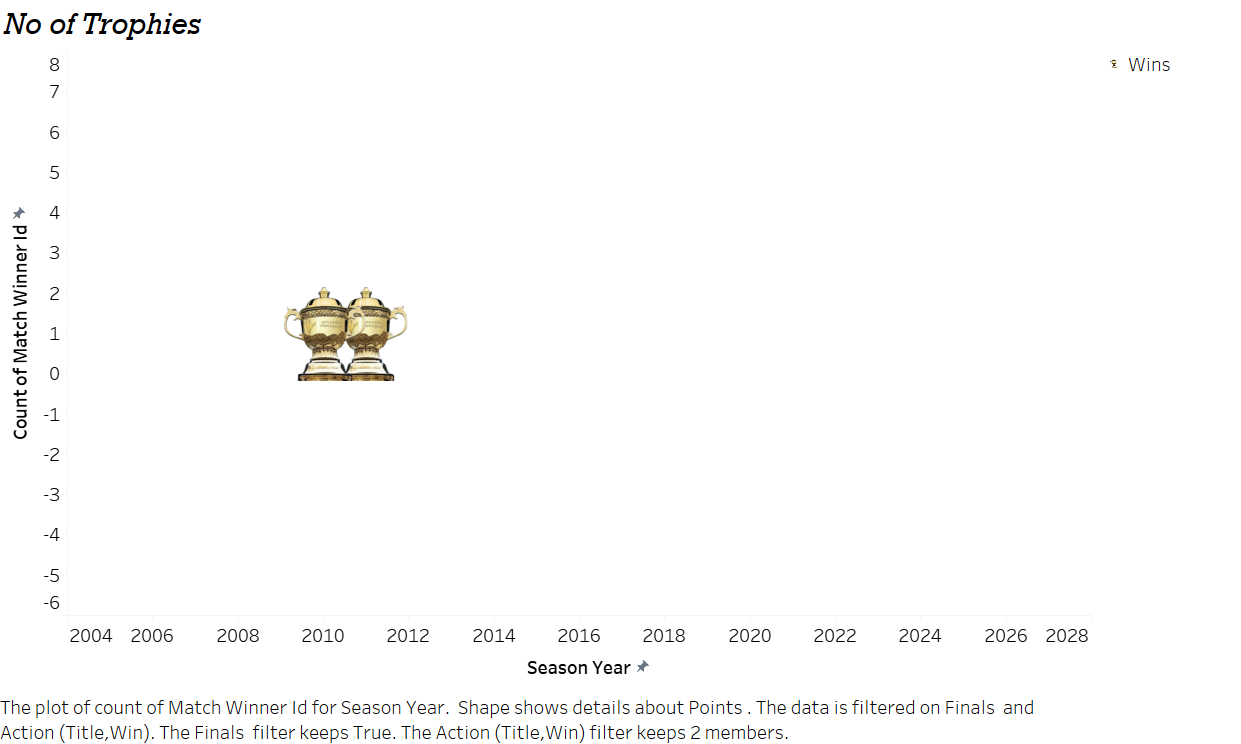 No of Trophies
8
7
6
5
4
3
2
1
0
-1
-2
-3
-4
-5
-6
Count of Match Winner Id
Wins
2004 2006 2008 2010 2012 2014 2016 2018 2020 2022 2024 2026 2028
Season Year
The plot of count of Match Winner Id for Season Year.  Shape shows details about Points . The data is filtered on Finals  and
Action (Title,Win). The Finals  filter keeps True. The Action (Title,Win) filter keeps 2 members.